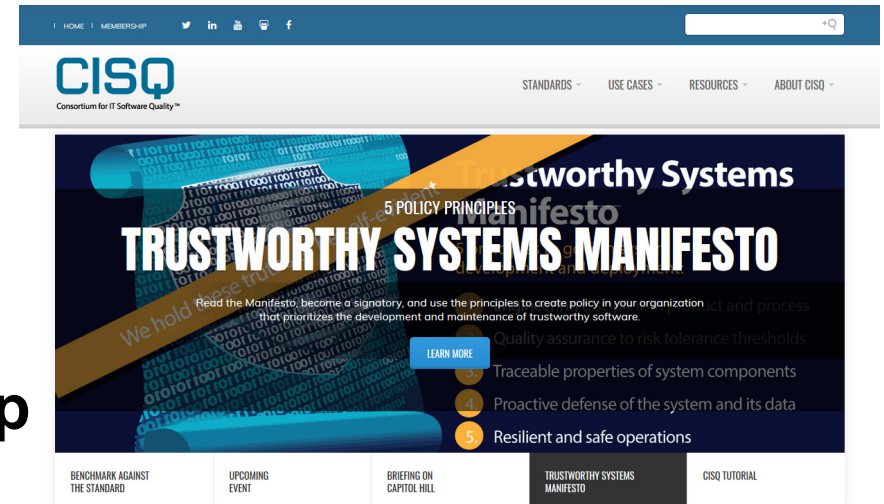 HOME
MEMBERSHIP
+Q
CISQ
Consortium for IT Software Quality™
STANDARDS
USE CASES
RESOURCES
ABOUT CISQ
Trustworthy Systems
Manifesto
We hold these truths self-evident
5 POLICY PRINCIPLES
TRUSTWORTHY SYSTEMS MANIFESTO
development and deployment.
Read the Manifesto, become a signatory, and use the principles to create policy in your organization
that prioritizes the development and maintenance of trustworthy software.
product and process
Quality assurance to risk tolerance thresholds
LEARN MORE
3. Traceable properties of system components
4. Proactive defense of the system and its data
5. Resilient and safe operations
p
BENCHMARK AGAINST
THE STANDARD
UPCOMING
EVENT
BRIEFING ON
CAPITOL HILL
TRUSTWORTHY SYSTEMS
MANIFESTO
CISQ TUTORIAL